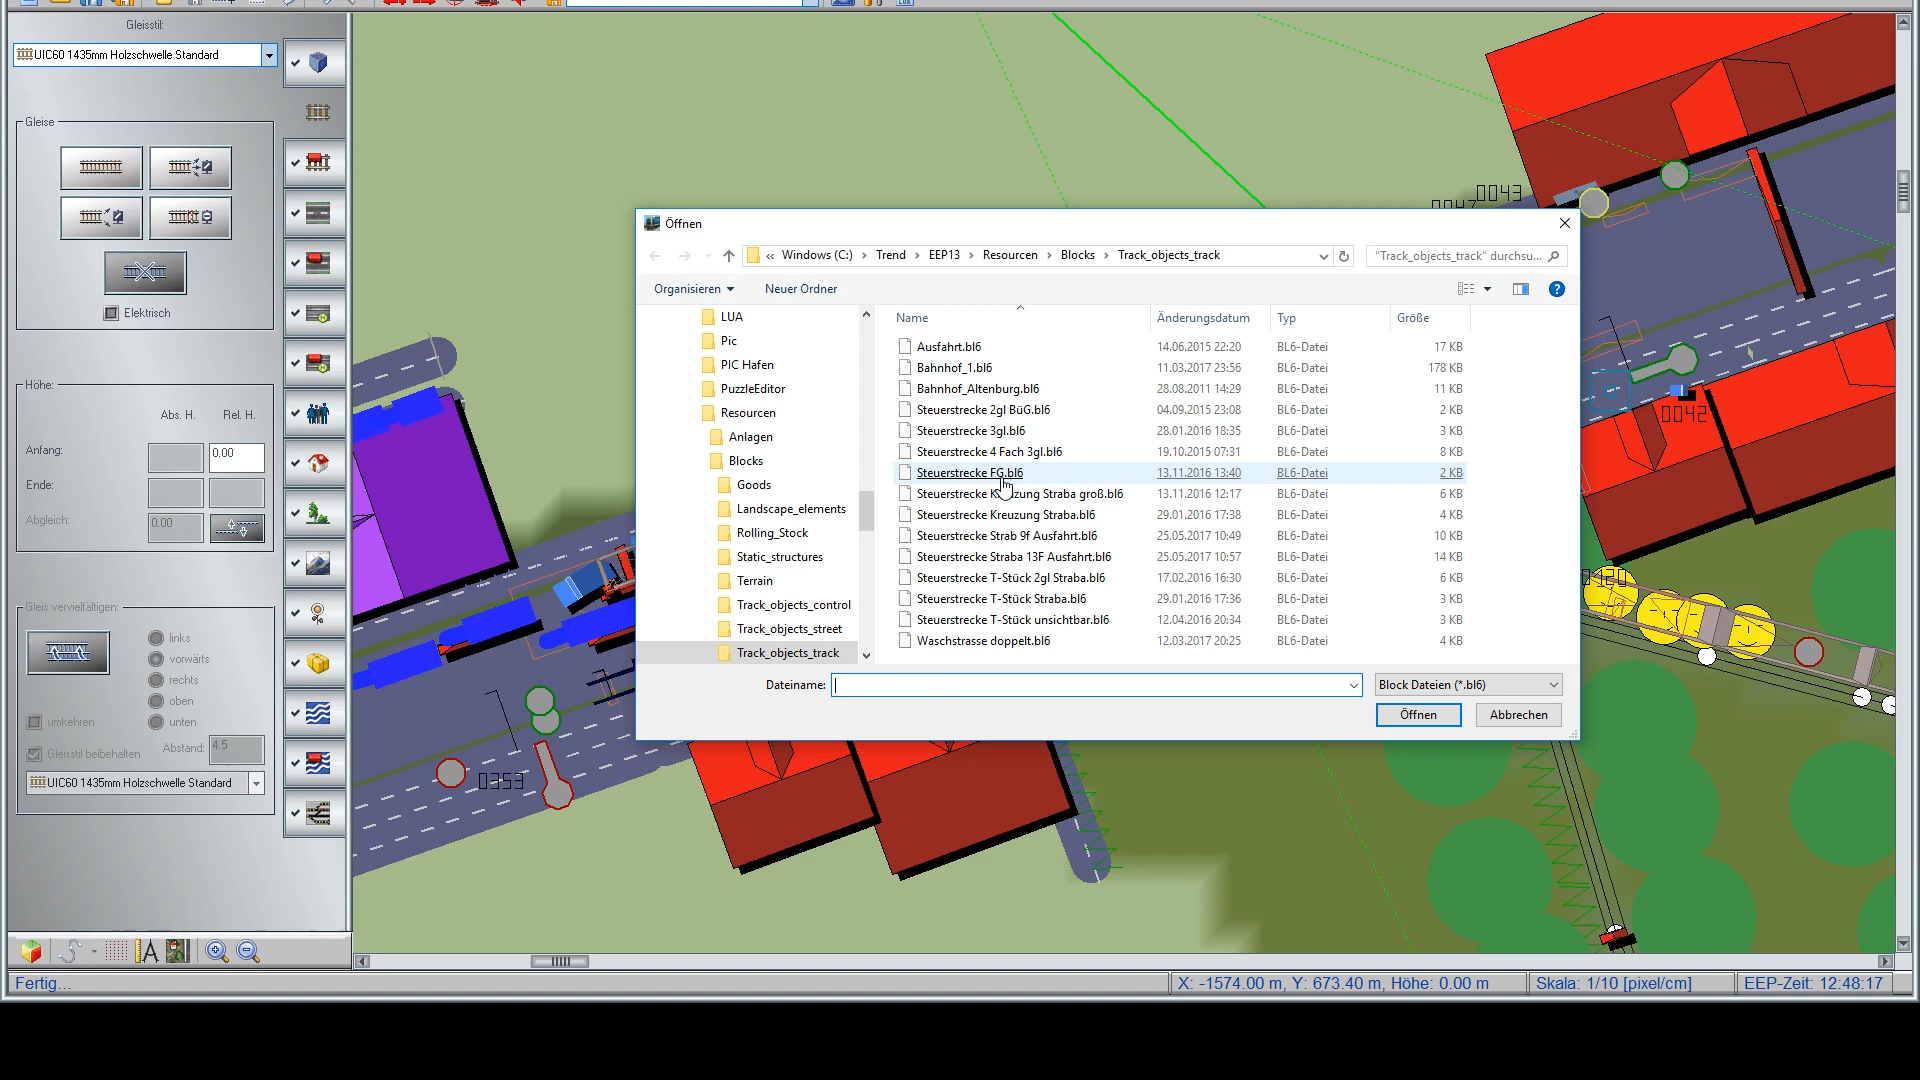 Gleisstil:
UIC60 1435mm Holzschwelle Standard
Gleise
Elektrisch
Höhe:
Abs. H. Rel. H.
Anfang: 0.00
Ende:
Abgleich: 0.00
Gleis vervielfältigen:
links
vorwärts
rechts
oben
umkehren unten
Gleisstil beibehalten Abstand: 4.5
UIC60 1435mm Holzschwelle Standard
0043
0042
0353
Öffnen
« Windows (C:) › Trend › EEP13 › Resourcen › Blocks › Track_objects_track
"Track_objects_track" durchsu...
Organisieren Neuer Ordner
LUA
Pic
PIC Hafen
PuzzleEditor
Resourcen
Anlagen
Blocks
Goods
Landscape_elements
Rolling_Stock
Static_structures
Terrain
Track_objects_control
Track_objects_street
Track_objects_track
Name Änderungsdatum Typ Größe
Ausfahrt.bl6 14.06.2015 22:20 BL6-Datei 17 KB
Bahnhof_1.bl6 11.03.2017 23:56 BL6-Datei 178 KB
Bahnhof_Altenburg.bl6 28.08.2011 14:29 BL6-Datei 11 KB
Steuerstrecke 2gl BüG.bl6 04.09.2015 23:08 BL6-Datei 2 KB
Steuerstrecke 3gl.bl6 28.01.2016 18:35 BL6-Datei 3 KB
Steuerstrecke 4 Fach 3gl.bl6 19.10.2015 07:31 BL6-Datei 8 KB
Steuerstrecke FG.bl6 13.11.2016 13:40 BL6-Datei 2 KB
Steuerstrecke Kreuzung Straba groß.bl6 13.11.2016 12:17 BL6-Datei 6 KB
Steuerstrecke Kreuzung Straba.bl6 29.01.2016 17:38 BL6-Datei 4 KB
Steuerstrecke Strab 9f Ausfahrt.bl6 25.05.2017 10:49 BL6-Datei 10 KB
Steuerstrecke Straba 13F Ausfahrt.bl6 25.05.2017 10:57 BL6-Datei 14 KB
Steuerstrecke T-Stück 2gl Straba.bl6 17.02.2016 16:30 BL6-Datei 6 KB
Steuerstrecke T-Stück Straba.bl6 29.01.2016 17:36 BL6-Datei 3 KB
Steuerstrecke T-Stück unsichtbar.bl6 12.04.2016 20:34 BL6-Datei 3 KB
Waschstrasse doppelt.bl6 12.03.2017 20:25 BL6-Datei 4 KB
Dateiname: Block Dateien (*.bl6)
Öffnen Abbrechen
Fertig... X: -1574.00 m, Y: 673.40 m, Höhe: 0.00 m Skala: 1/10 [pixel/cm] EEP-Zeit: 12:48:17